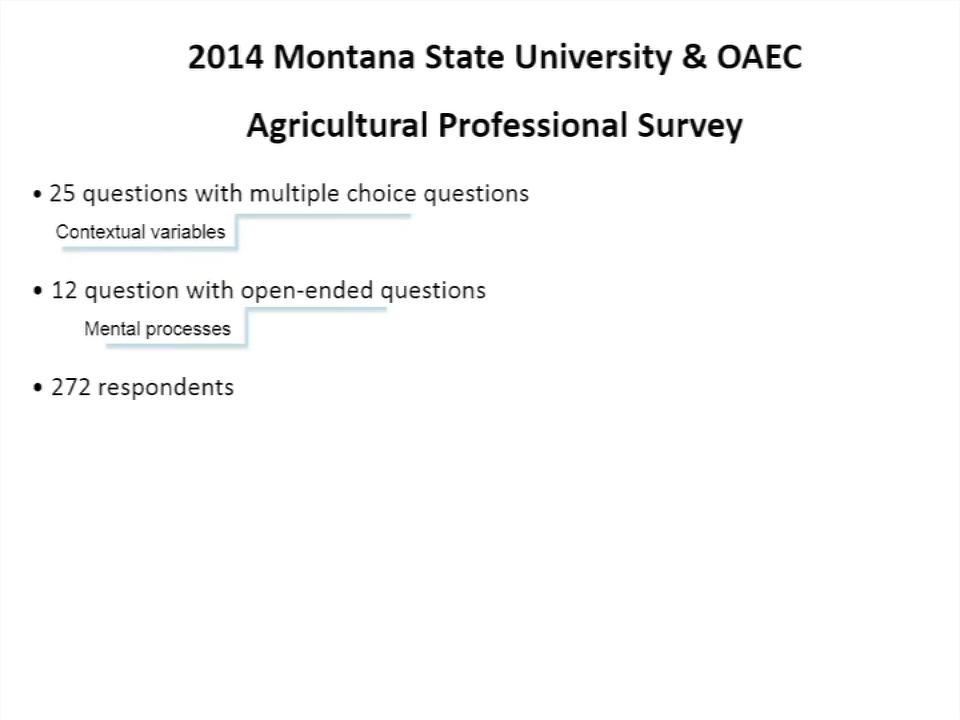 2014 Montana State University & OAEC
Agricultural Professional Survey
• 25 questions with multiple choice questions
Contextual variables
• 12 question with open-ended questions
Mental processes
• 272 respondents